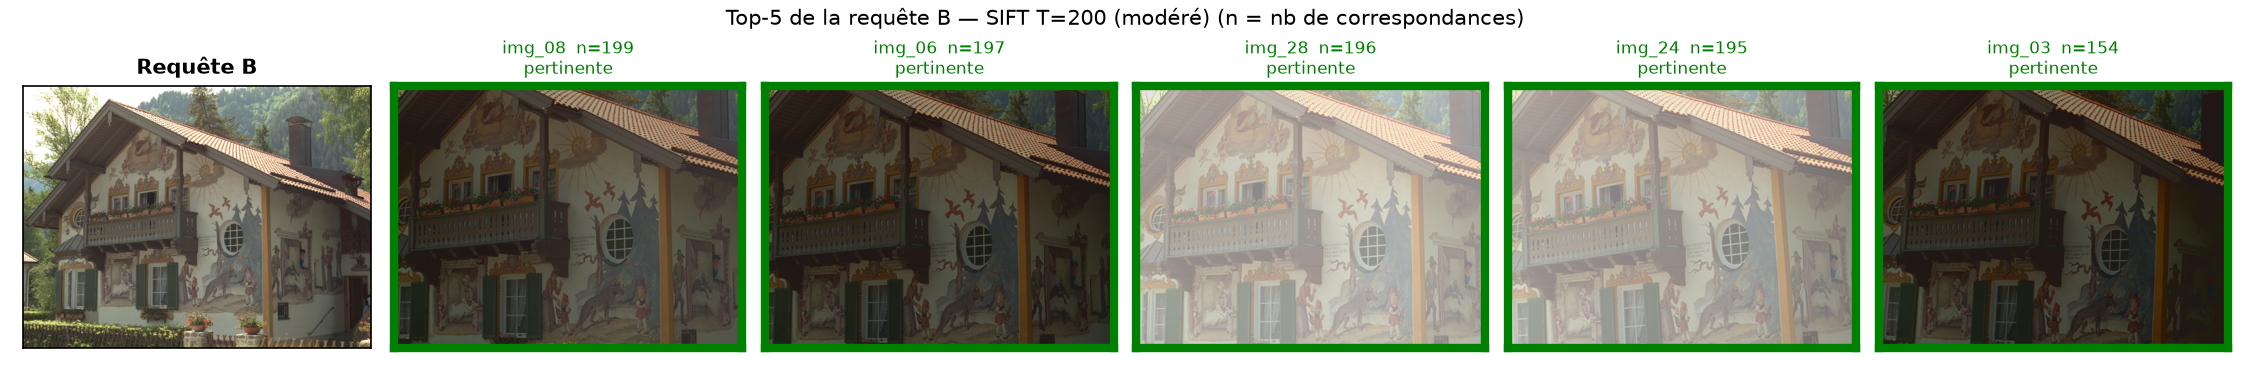 Top-5 de la requête B — SIFT T=200 (modéré) (n = nb de correspondances)
Requête B
img_08 n=199
pertinente
img_06 n=197
pertinente
img_28 n=196
pertinente
img_24 n=195
pertinente
img_03 n=154
pertinente